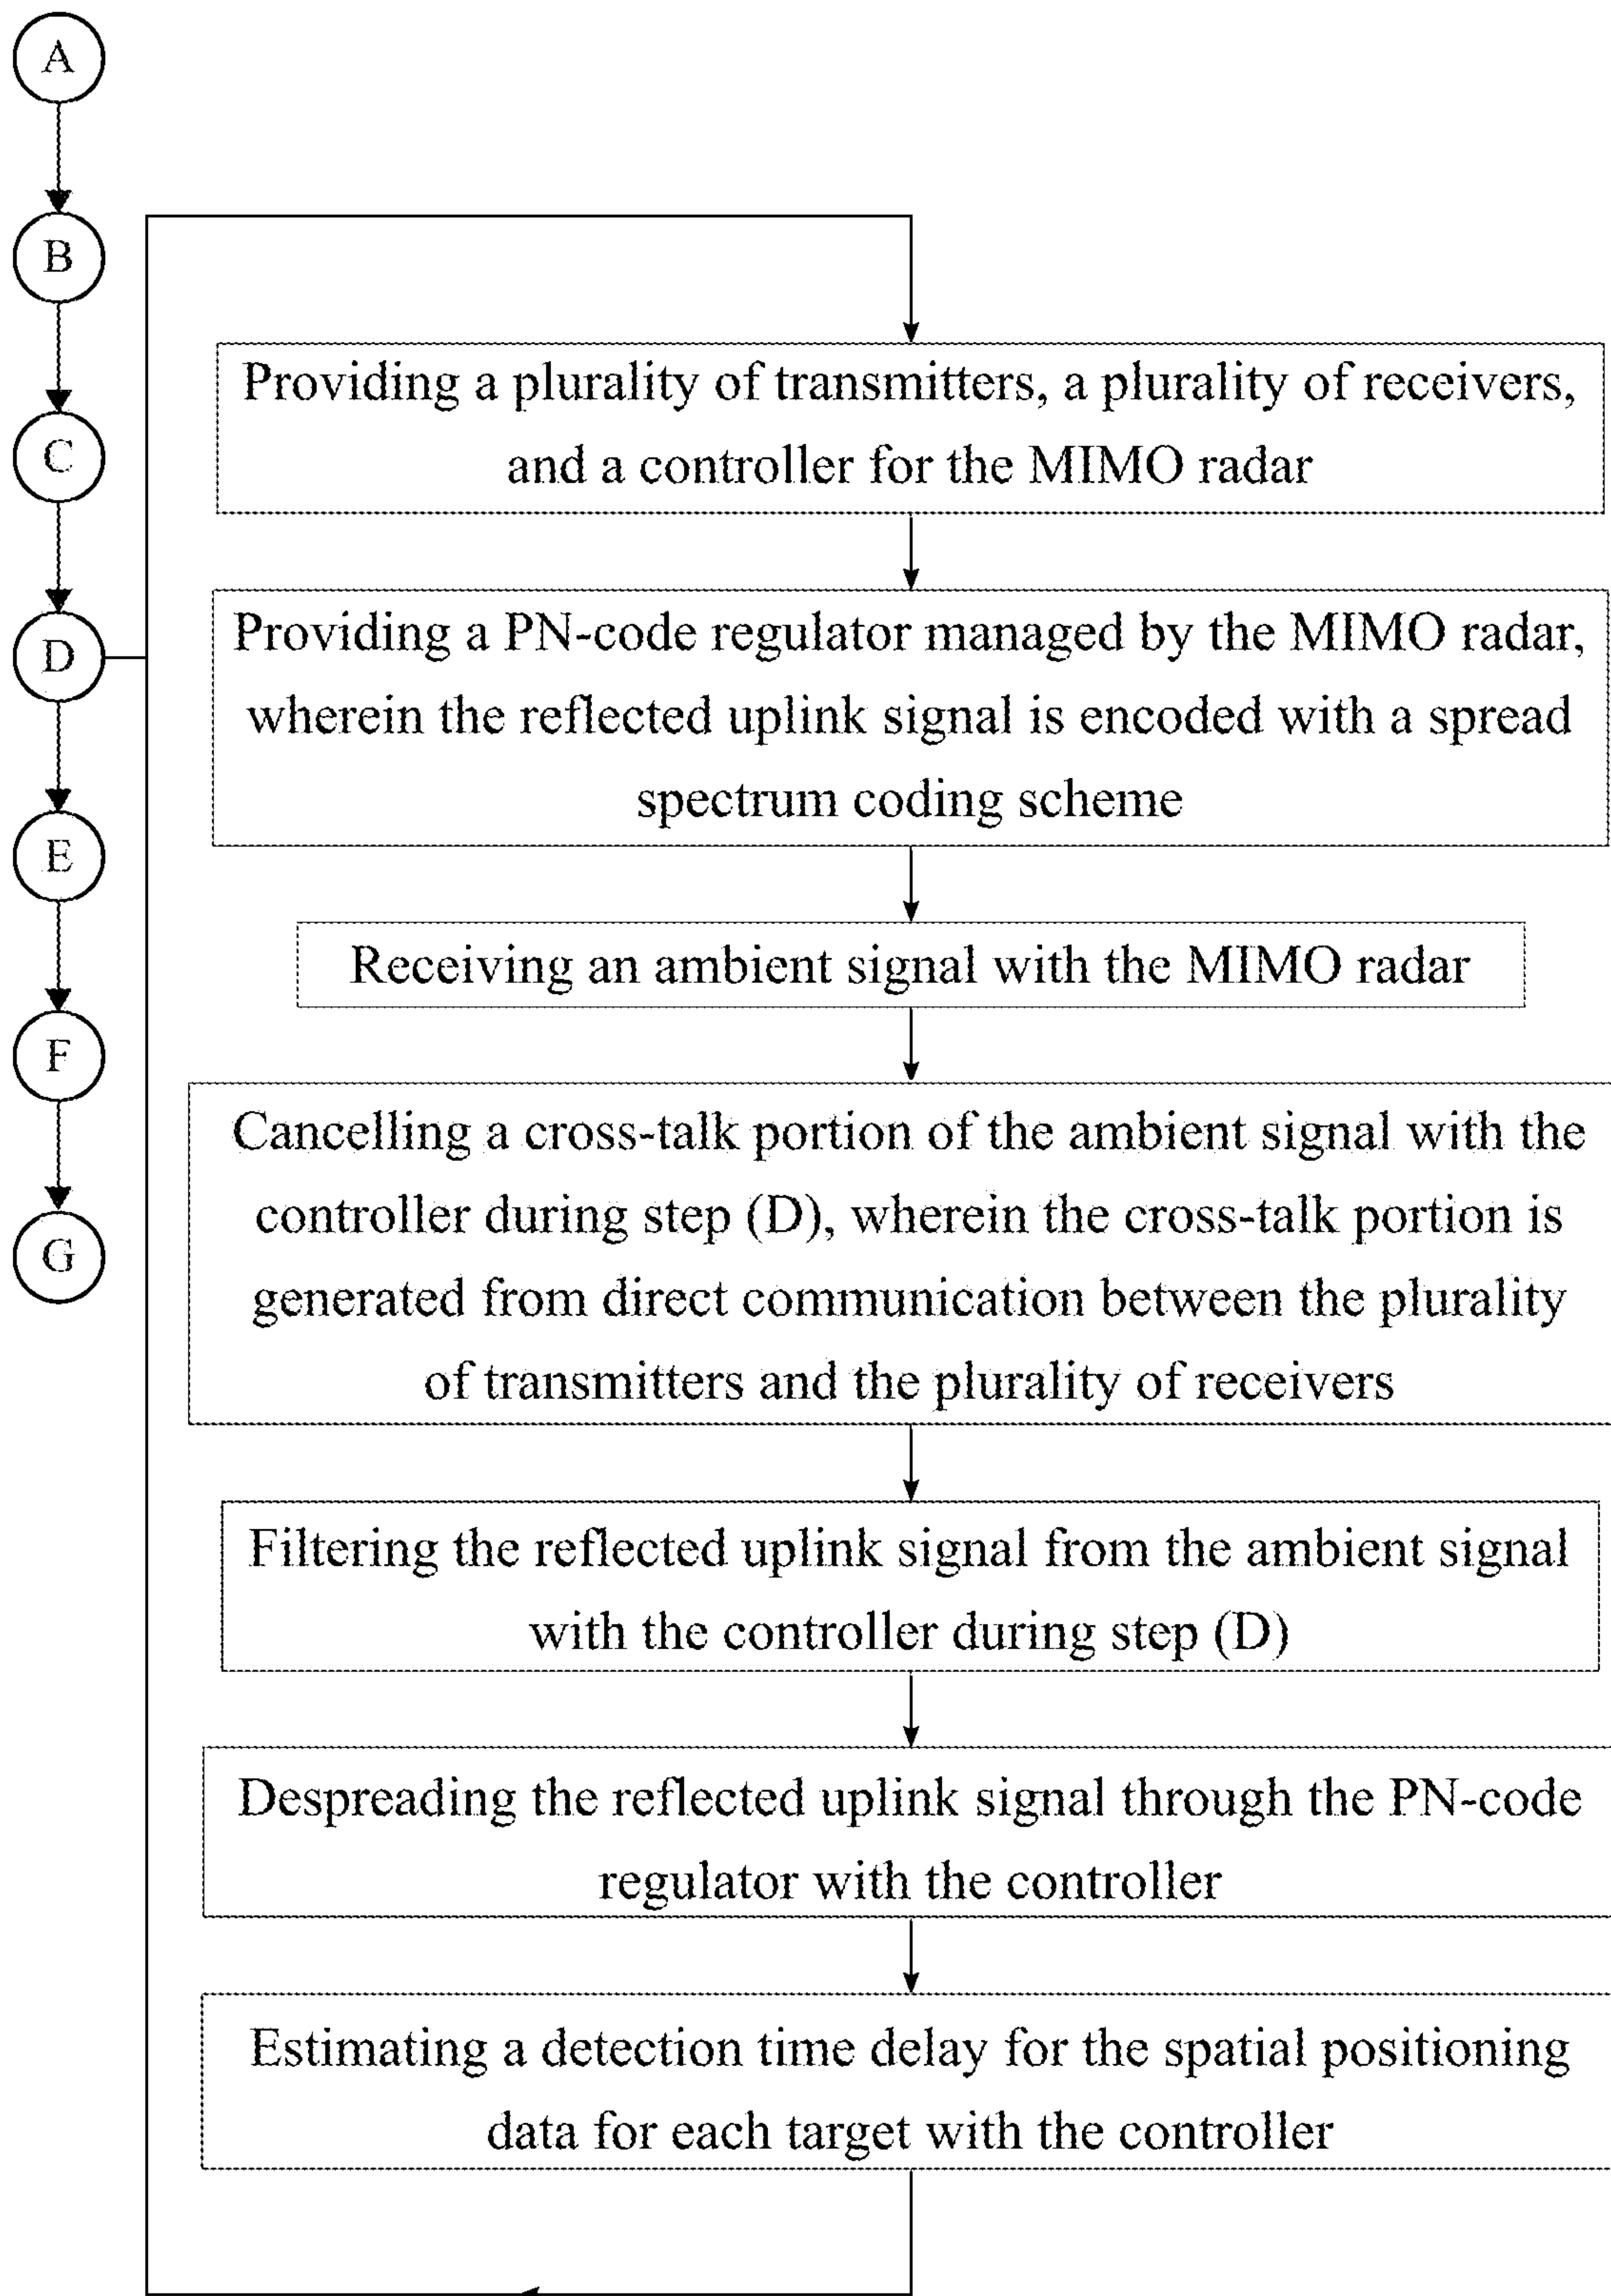 A
B
C
D
E
F
G
Providing a plurality of transmitters, a plurality of receivers,
and a controller for the MIMO radar
Providing a PN-code regulator managed by the MIMO radar,
wherein the reflected uplink signal is encoded with a spread
spectrum coding scheme
Receiving an ambient signal with the MIMO radar
Cancelling a cross-talk portion of the ambient signal with the
controller during step (D), wherein the cross-talk portion is
generated from direct communication between the plurality
of transmitters and the plurality of receivers
Filtering the reflected uplink signal from the ambient signal
with the controller during step (D)
Despreading the reflected uplink signal through the PN-code
regulator with the controller
Estimating a detection time delay for the spatial positioning
data for each target with the controller